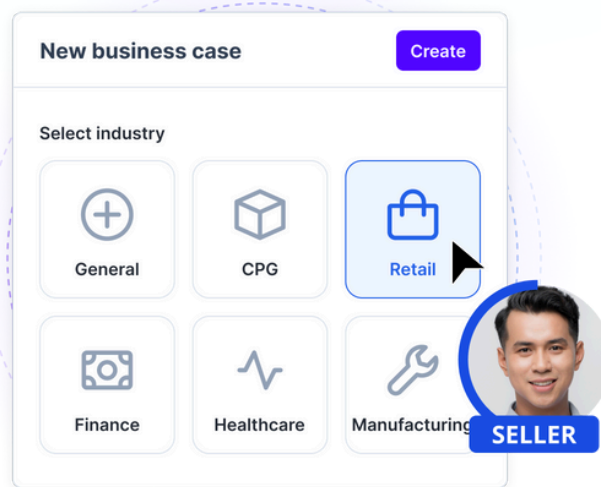 New business case
Create
Select industry
General
CPG
Retail
Finance
Healthcare
Manufacturing
SELLER